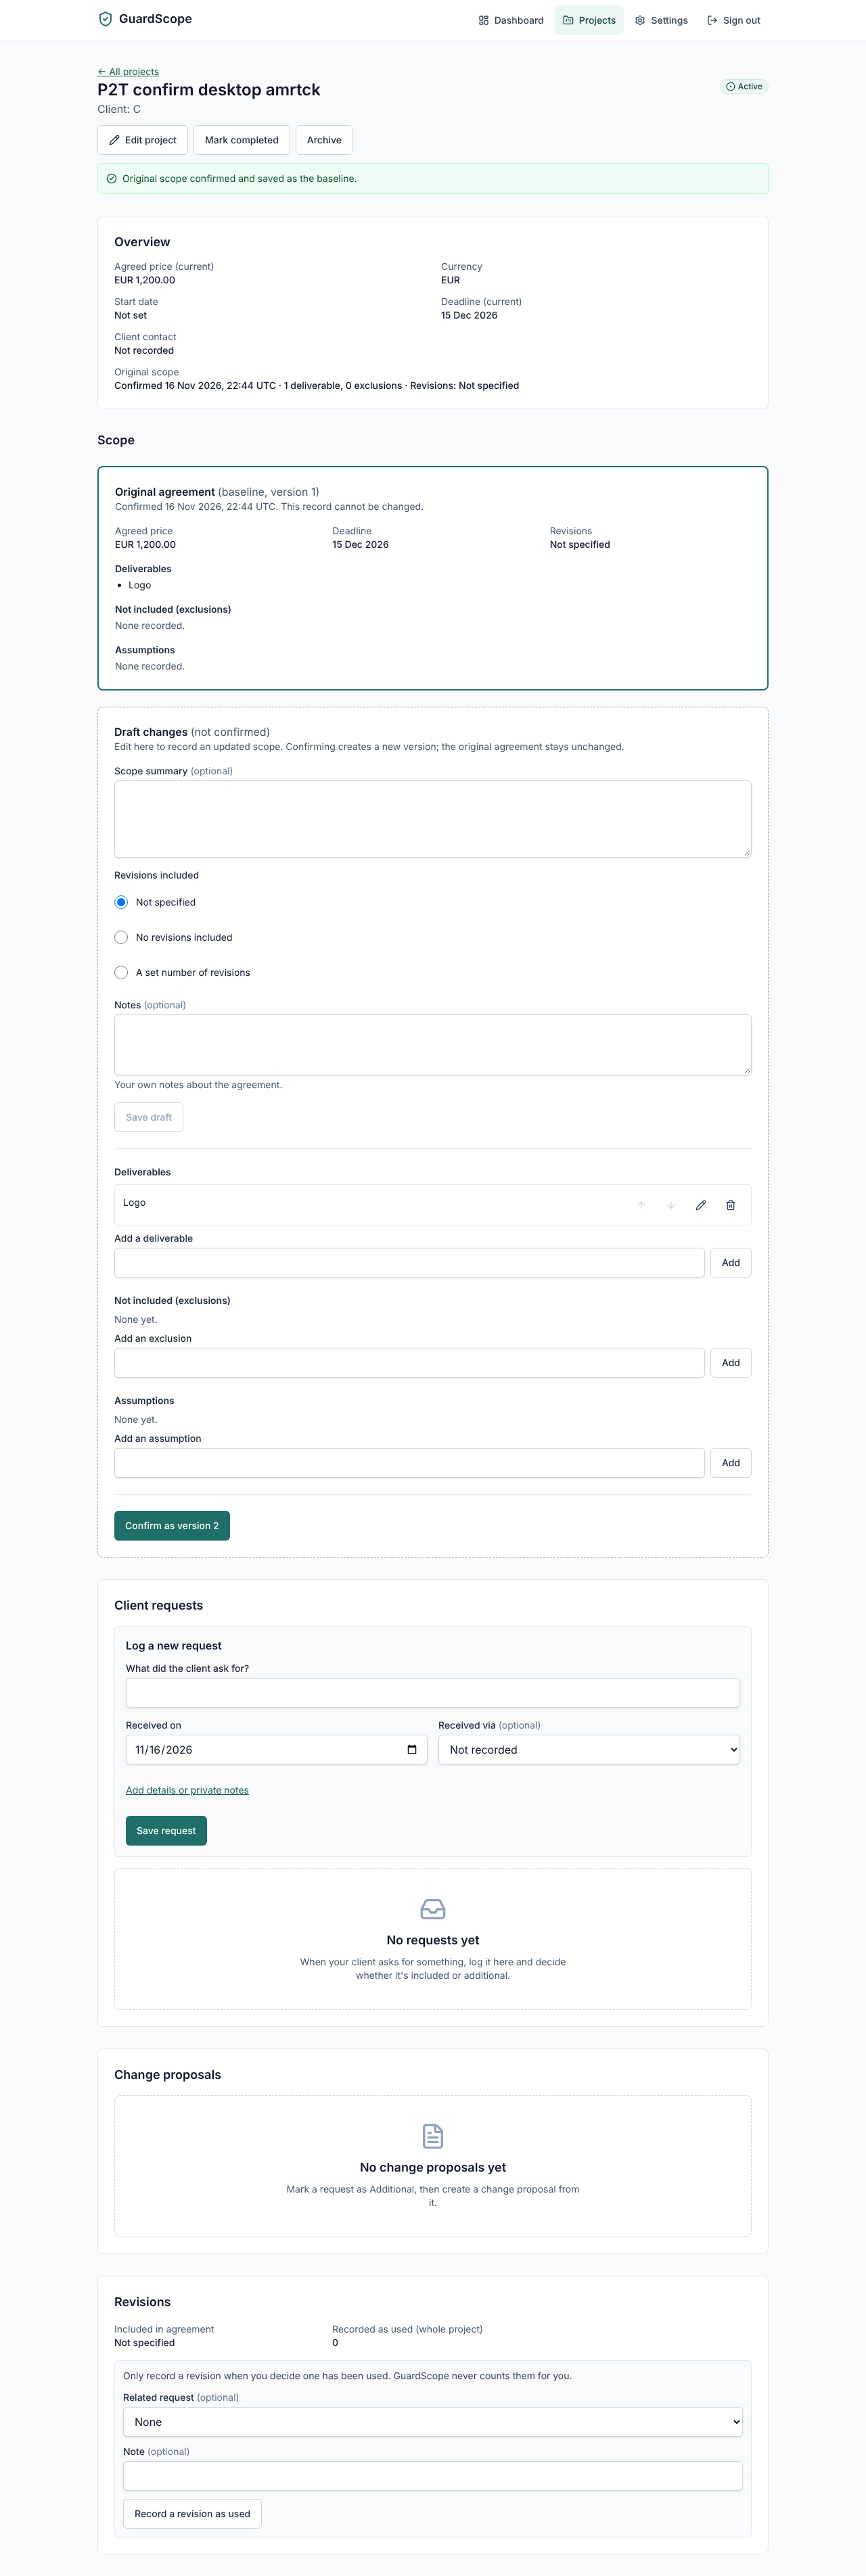 GuardScope
Dashboard
Projects
Settings
Sign out
← All projects
P2T confirm desktop amrtck
Active
Client: C
Edit project
Mark completed
Archive
Original scope confirmed and saved as the baseline.
Overview
Agreed price (current)
Currency
EUR 1,200.00
EUR
Start date
Deadline (current)
Not set
15 Dec 2026
Client contact
Not recorded
Original scope
Confirmed 16 Nov 2026, 22:44 UTC · 1 deliverable, 0 exclusions · Revisions: Not specified
Scope
Original agreement (baseline, version 1)
Confirmed 16 Nov 2026, 22:44 UTC. This record cannot be changed.
Agreed price
Deadline
Revisions
EUR 1,200.00
15 Dec 2026
Not specified
Deliverables
• Logo
Not included (exclusions)
None recorded.
Assumptions
None recorded.
Draft changes (not confirmed)
Edit here to record an updated scope. Confirming creates a new version; the original agreement stays unchanged.
Scope summary (optional)
Revisions included
Not specified
No revisions included
A set number of revisions
Notes (optional)
Your own notes about the agreement.
Save draft
Deliverables
Logo
Add a deliverable
Add
Not included (exclusions)
None yet.
Add an exclusion
Add
Assumptions
None yet.
Add an assumption
Add
Confirm as version 2
Client requests
Log a new request
What did the client ask for?
Received on
Received via (optional)
11/16/2026
Not recorded
Add details or private notes
Save request
No requests yet
When your client asks for something, log it here and decide
whether it's included or additional.
Change proposals
No change proposals yet
Mark a request as Additional, then create a change proposal from
it.
Revisions
Included in agreement
Recorded as used (whole project)
Not specified
0
Only record a revision when you decide one has been used. GuardScope never counts them for you.
Related request (optional)
None
Note (optional)
Record a revision as used